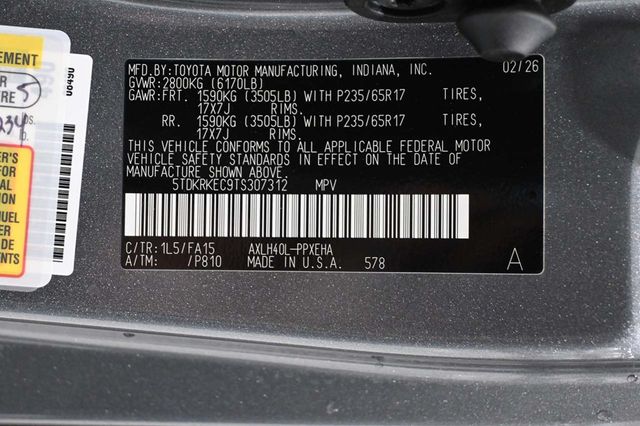 EMENT
5
234
MFD.BY:TOYOTA MOTOR MANUFACTURING, INDIANA, INC. 02/26
GVWR:2800KG (6170LB)
GAWR:FRT. 1590KG (3505LB) WITH P235/65R17 TIRES,
17X7J RIMS,
RR. 1590KG (3505LB) WITH P235/65R17 TIRES,
17X7J RIMS.
THIS VEHICLE CONFORMS TO ALL APPLICABLE FEDERAL MOTOR
VEHICLE SAFETY STANDARDS IN EFFECT ON THE DATE OF
MANUFACTURE SHOWN ABOVE.
5TDKRKEC9TS307312 MPV
C/TR:1L5/FA15 AXLH40L-PPXEHA
A/TM: /P810 MADE IN U.S.A. 578 A